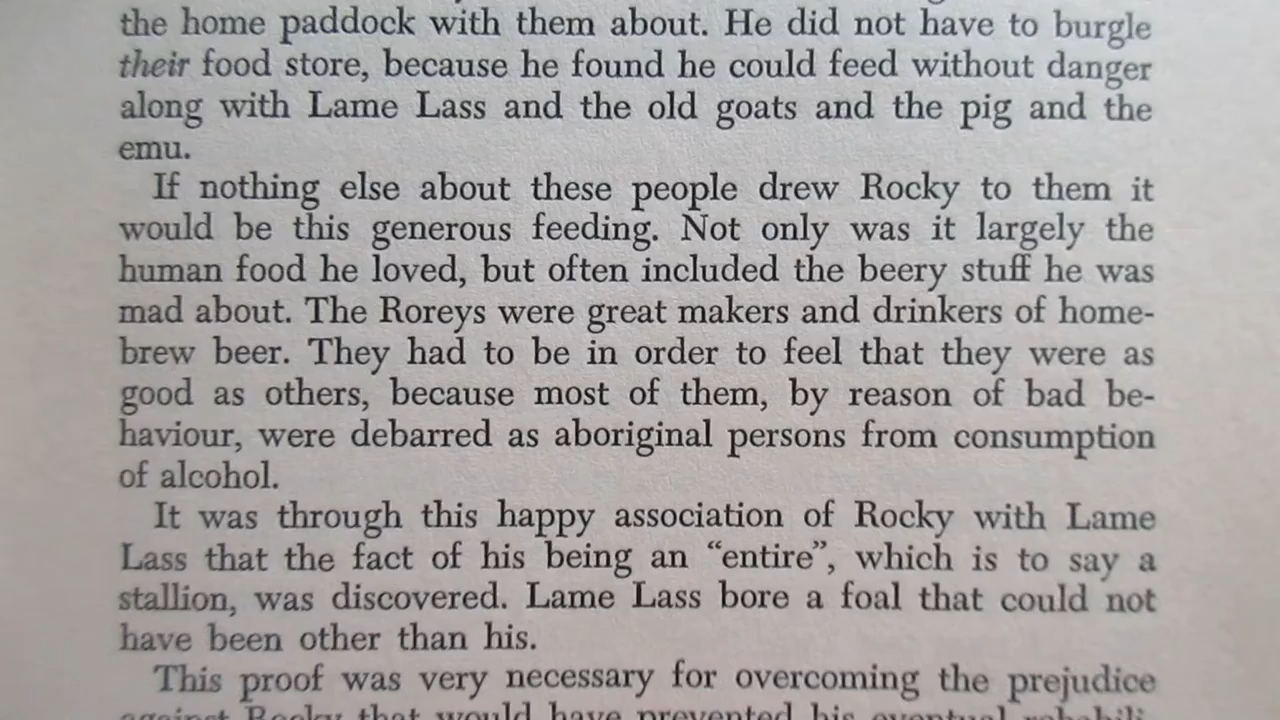 the home paddock with them about. He did not have to burgle
their food store, because he found he could feed without danger
along with Lame Lass and the old goats and the pig and the
emu.
If nothing else about these people drew Rocky to them it
would be this generous feeding. Not only was it largely the
human food he loved, but often included the beery stuff he was
mad about. The Roreys were great makers and drinkers of home-
brew beer. They had to be in order to feel that they were as
good as others, because most of them, by reason of bad be-
haviour, were debarred as aboriginal persons from consumption
of alcohol.
It was through this happy association of Rocky with Lame
Lass that the fact of his being an “entire”, which is to say a
stallion, was discovered. Lame Lass bore a foal that could not
have been other than his.
This proof was very necessary for overcoming the prejudice
against Rocky that would have prevented his eventual